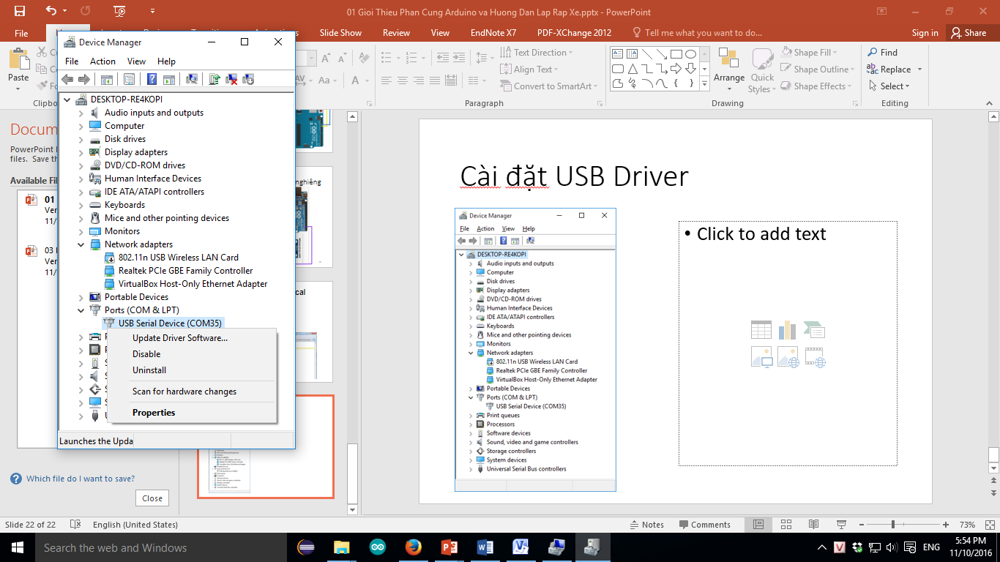 01 Gioi Thieu Phan Cung Arduino va Huong Dan Lap Rap Xe.pptx - PowerPoint
File
Slide Show
Review
View
EndNote X7
PDF-XChange 2012
Tell me what you want to do...
Sign in
Share
Paste
Text Direction
Align Text
Convert to SmartArt
Paragraph
Arrange
Quick
Styles
Shape Fill
Shape Outline
Shape Effects
Drawing
Find
Replace
Select
Editing
Device Manager
File Action View Help
DESKTOP-RE4KOPI
Audio inputs and outputs
Computer
Disk drives
Display adapters
DVD/CD-ROM drives
Human Interface Devices
IDE ATA/ATAPI controllers
Keyboards
Mice and other pointing devices
Monitors
Network adapters
802.11n USB Wireless LAN Card
Realtek PCIe GBE Family Controller
VirtualBox Host-Only Ethernet Adapter
Portable Devices
Ports (COM & LPT)
USB Serial Device (COM35)
Update Driver Software...
Disable
Uninstall
Scan for hardware changes
Properties
Launches the Upda
Available Fil
01
Ver
11/
03
Ver
11/
Which file do I want to save?
Close
nghiêng
cal
Cài đặt USB Driver
Device Manager
File Action View Help
DESKTOP-RE4KOPI
Audio inputs and outputs
Computer
Disk drives
Display adapters
DVD/CD-ROM drives
Human Interface Devices
IDE ATA/ATAPI controllers
Keyboards
Mice and other pointing devices
Monitors
Network adapters
802.11n USB Wireless LAN Card
Realtek PCIe GBE Family Controller
VirtualBox Host-Only Ethernet Adapter
Portable Devices
Ports (COM & LPT)
USB Serial Device (COM35)
Print queues
Processors
Software devices
Sound, video and game controllers
Storage controllers
System devices
Universal Serial Bus controllers
• Click to add text
Slide 22 of 22
English (United States)
Notes
Comments
73%
Search the web and Windows
ENG
5:54 PM
11/10/2016